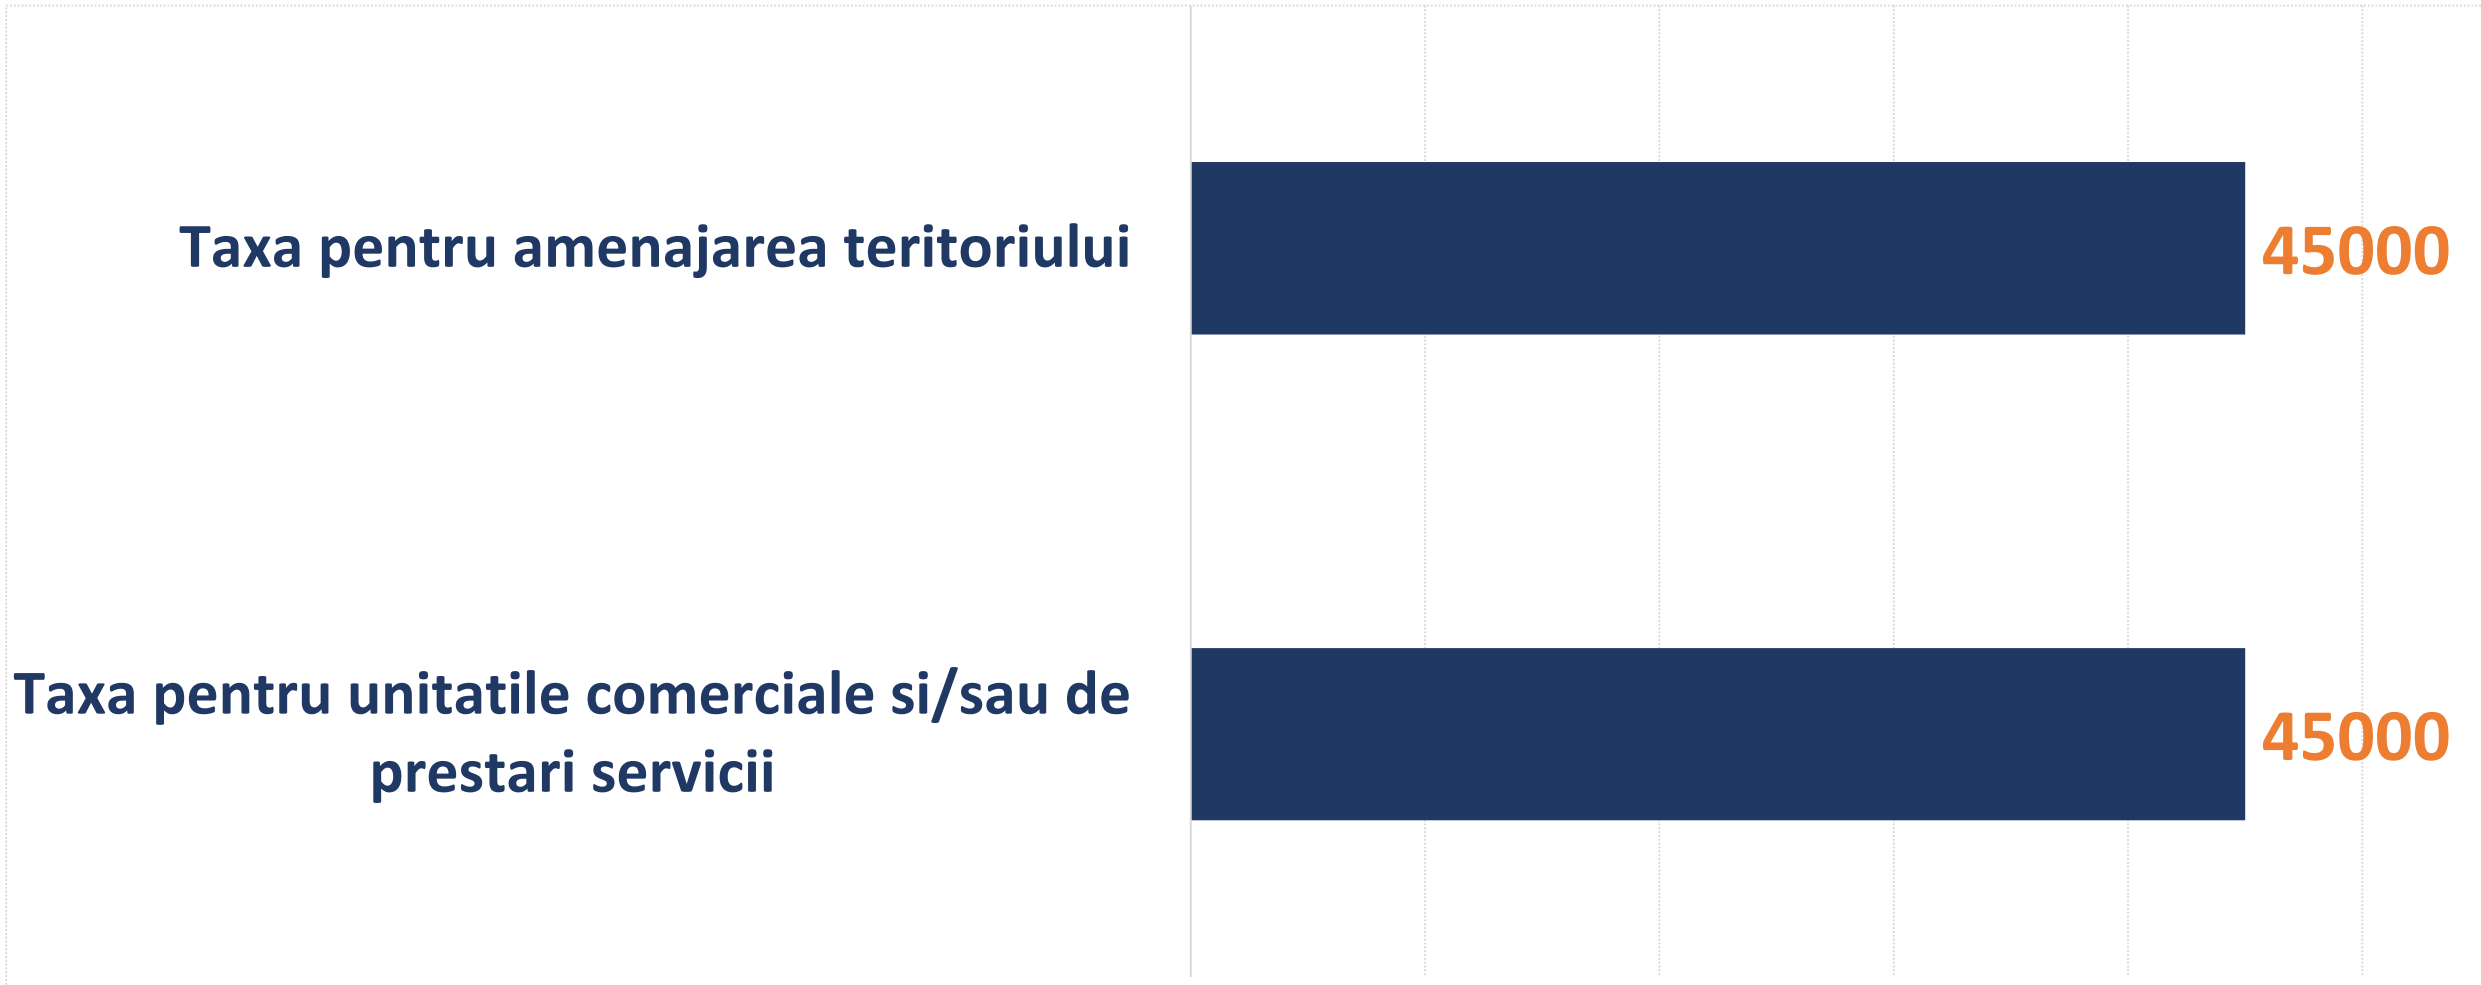 Taxa pentru amenajarea teritoriului
45000
Taxa pentru unitatile comerciale si/sau de
prestari servicii
45000